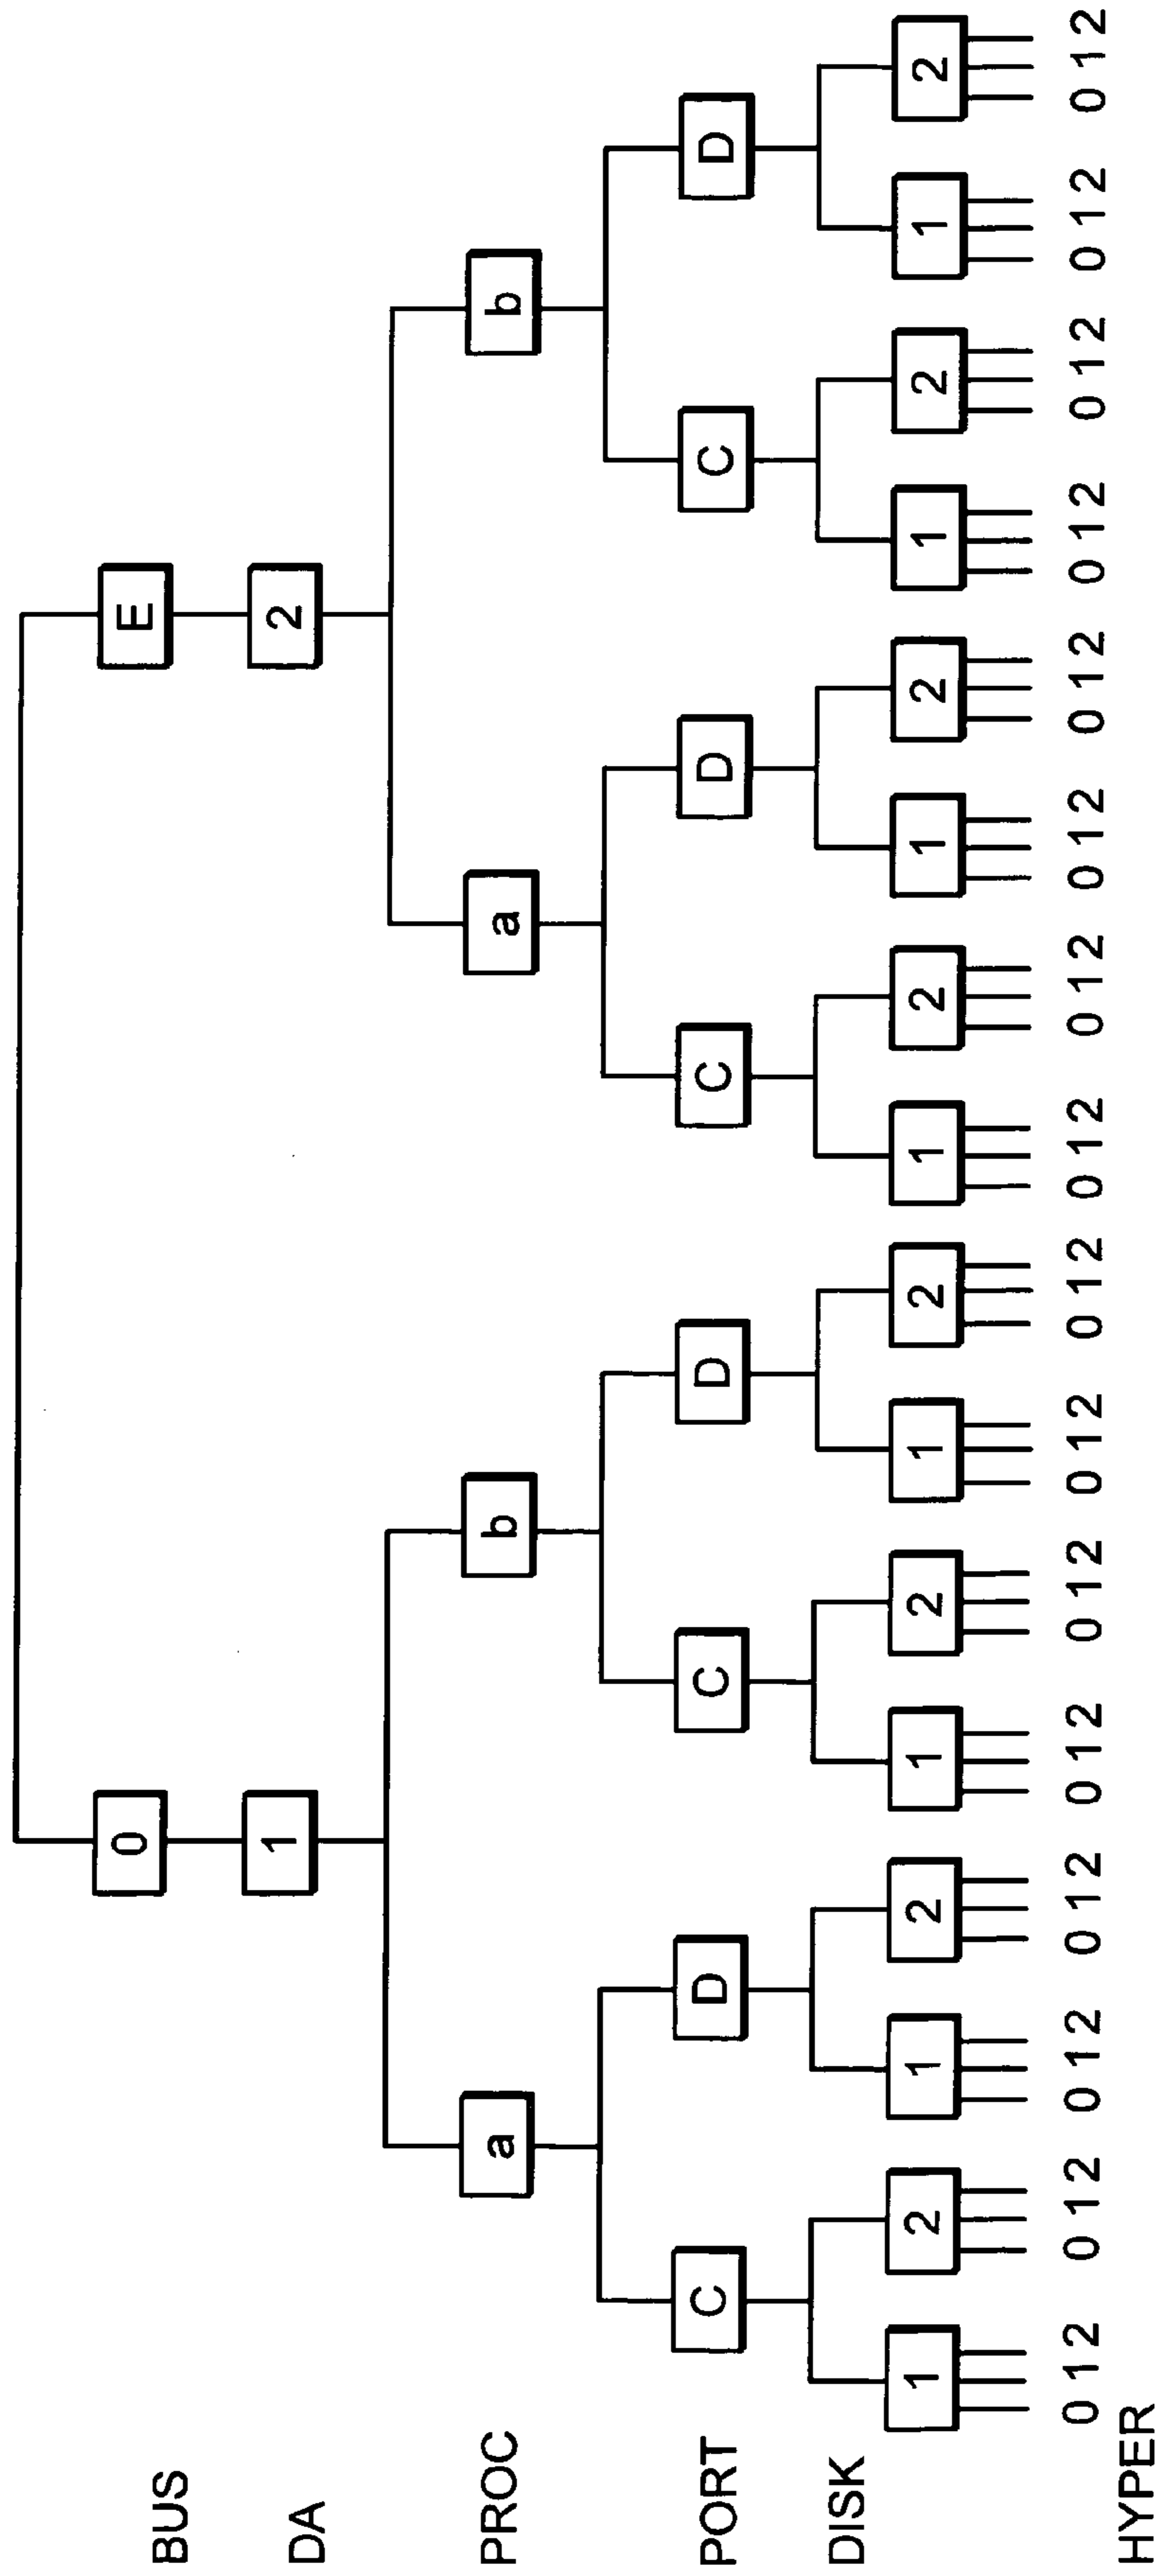 BUS 0 E
DA 1 2
PROC a b a b
PORT C D C D C D C D
DISK 1 2 1 2 1 2 1 2 1 2 1 2 1 2 1 2
0 1 2 0 1 2 0 1 2 0 1 2 0 1 2 0 1 2 0 1 2 0 1 2 0 1 2 0 1 2 0 1 2 0 1 2 0 1 2 0 1 2 0 1 2 0 1 2
HYPER